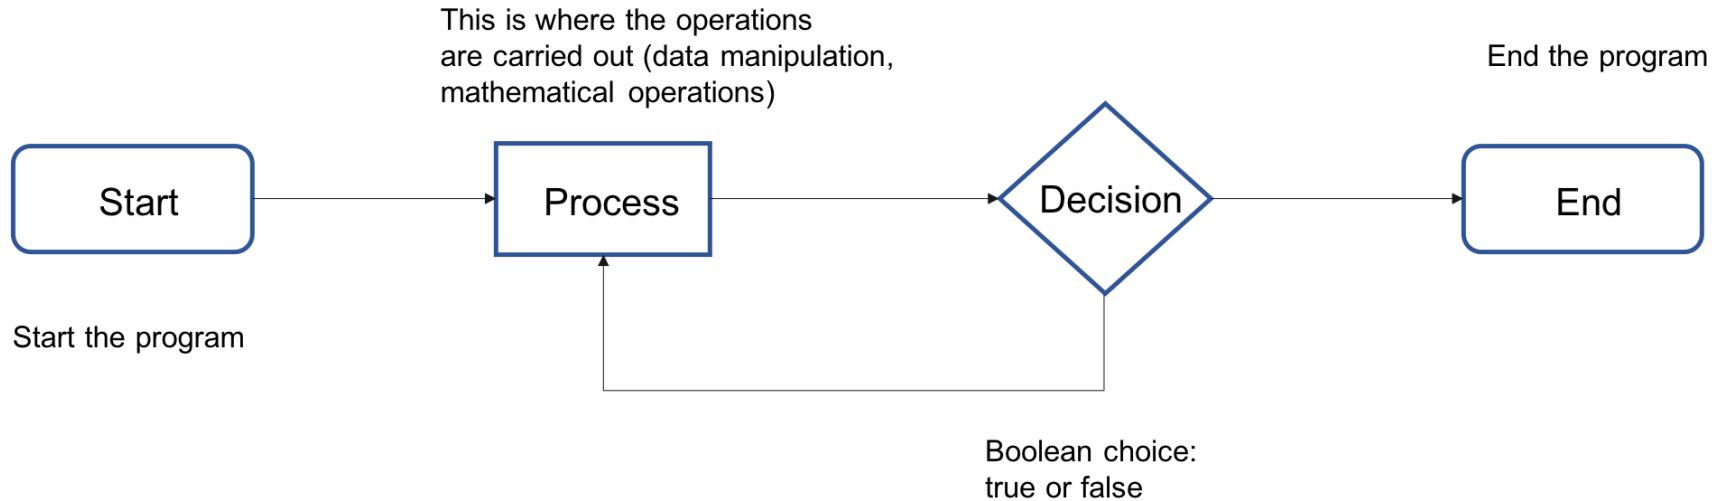 This is where the operations
are carried out (data manipulation,
mathematical operations)
End the program
Start
Process
Decision
End
Start the program
Boolean choice:
true or false